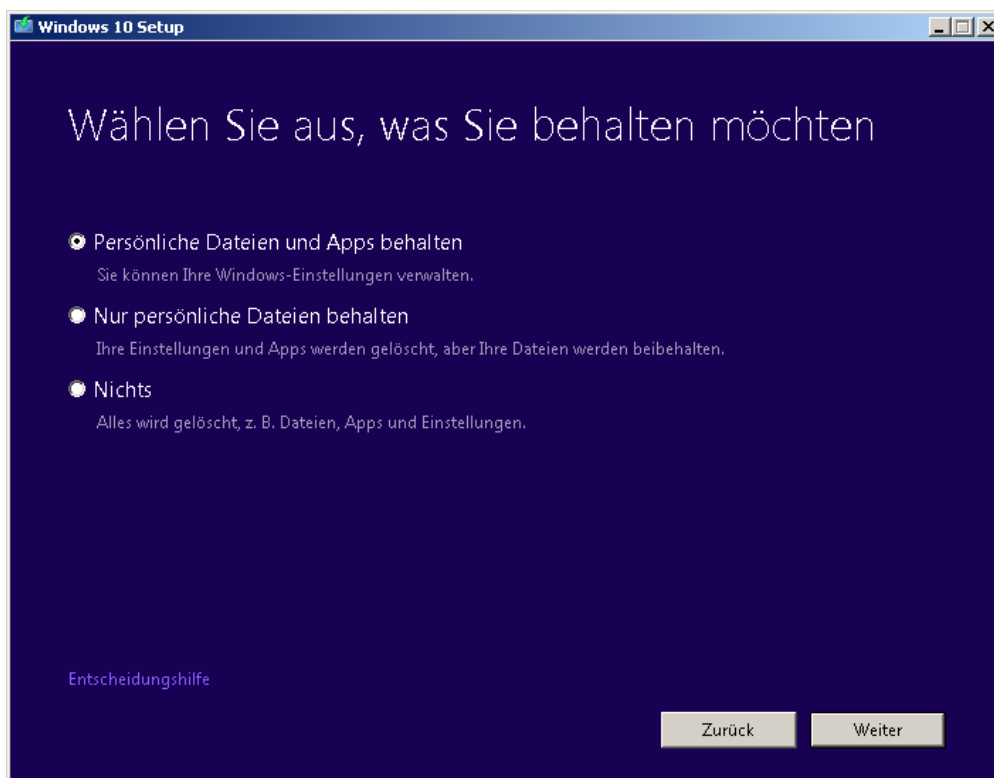 Windows 10 Setup
Wählen Sie aus, was Sie behalten möchten
Persönliche Dateien und Apps behalten
Sie können Ihre Windows-Einstellungen verwalten.
Nur persönliche Dateien behalten
Ihre Einstellungen und Apps werden gelöscht, aber Ihre Dateien werden beibehalten.
Nichts
Alles wird gelöscht, z. B. Dateien, Apps und Einstellungen.
Entscheidungshilfe
Zurück
Weiter